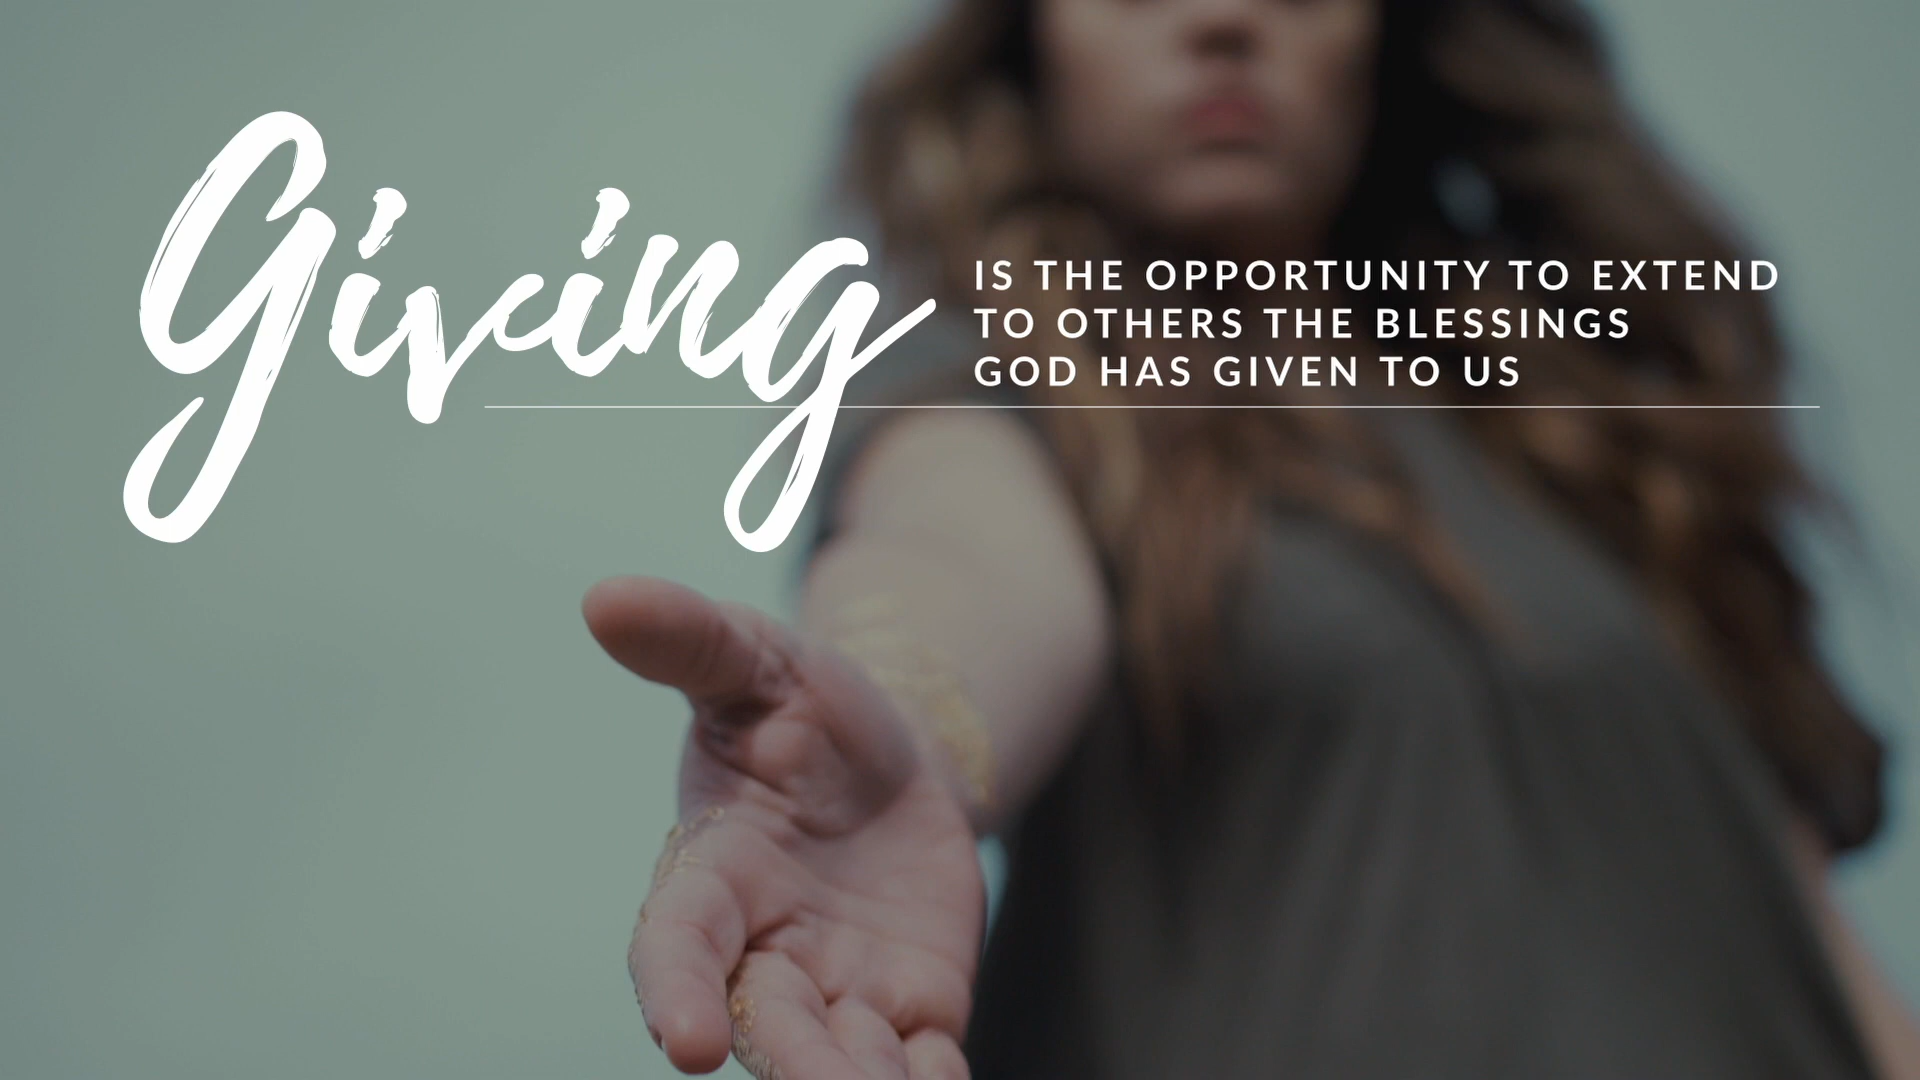 Giving
IS THE OPPORTUNITY TO EXTEND
TO OTHERS THE BLESSINGS
GOD HAS GIVEN TO US